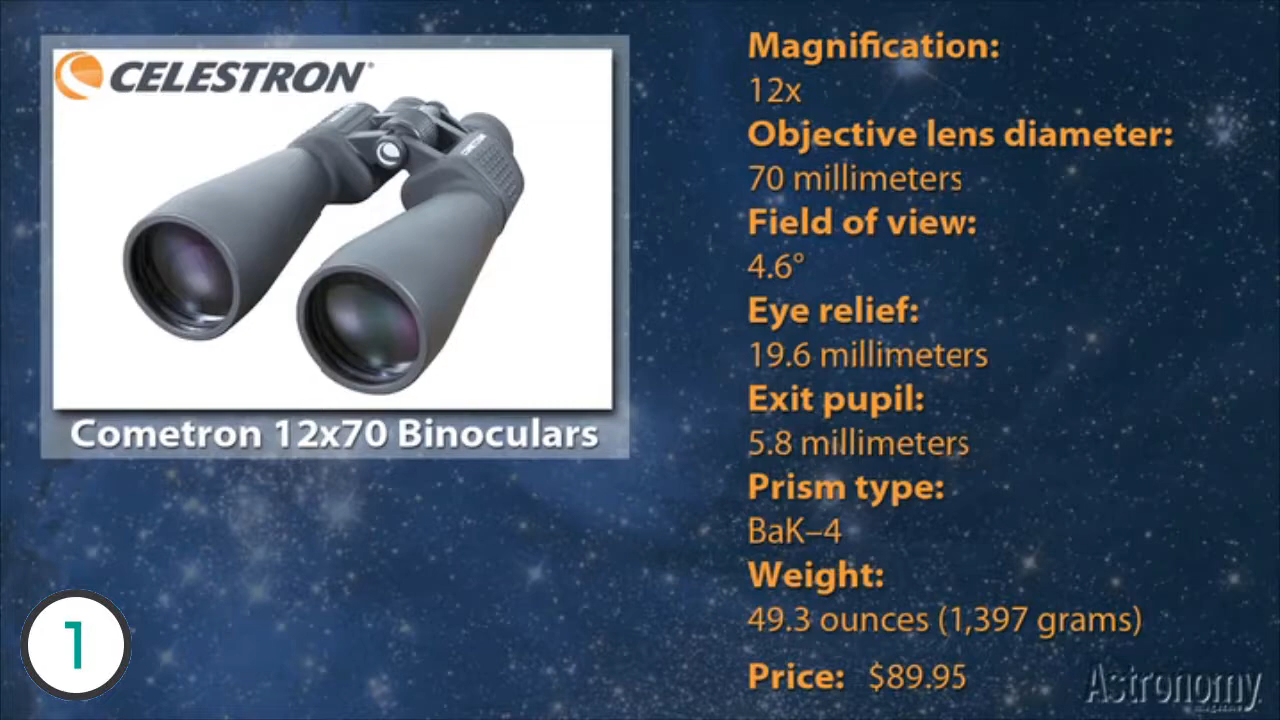 CELESTRON
COMETRON
Cometron 12x70 Binoculars
1
Magnification:
12x
Objective lens diameter:
70 millimeters
Field of view:
4.6°
Eye relief:
19.6 millimeters
Exit pupil:
5.8 millimeters
Prism type:
BaK–4
Weight:
49.3 ounces (1,397 grams)
Price: $89.95
Astronomy
magazine